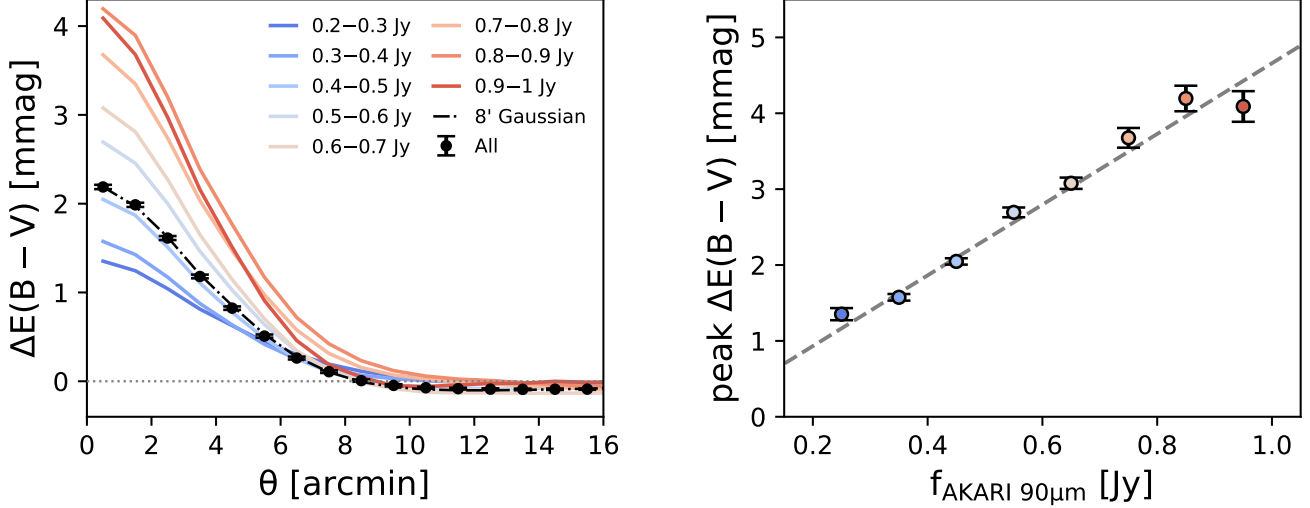 ΔE(B − V) [mmag]
4
3
2
1
0
0 2 4 6 8 10 12 14 16
θ [arcmin]
0.2−0.3 Jy
0.3−0.4 Jy
0.4−0.5 Jy
0.5−0.6 Jy
0.6−0.7 Jy
0.7−0.8 Jy
0.8−0.9 Jy
0.9−1 Jy
8' Gaussian
All
peak ΔE(B − V) [mmag]
5
4
3
2
1
0
0.2 0.4 0.6 0.8 1.0
f_AKARI 90μm [Jy]